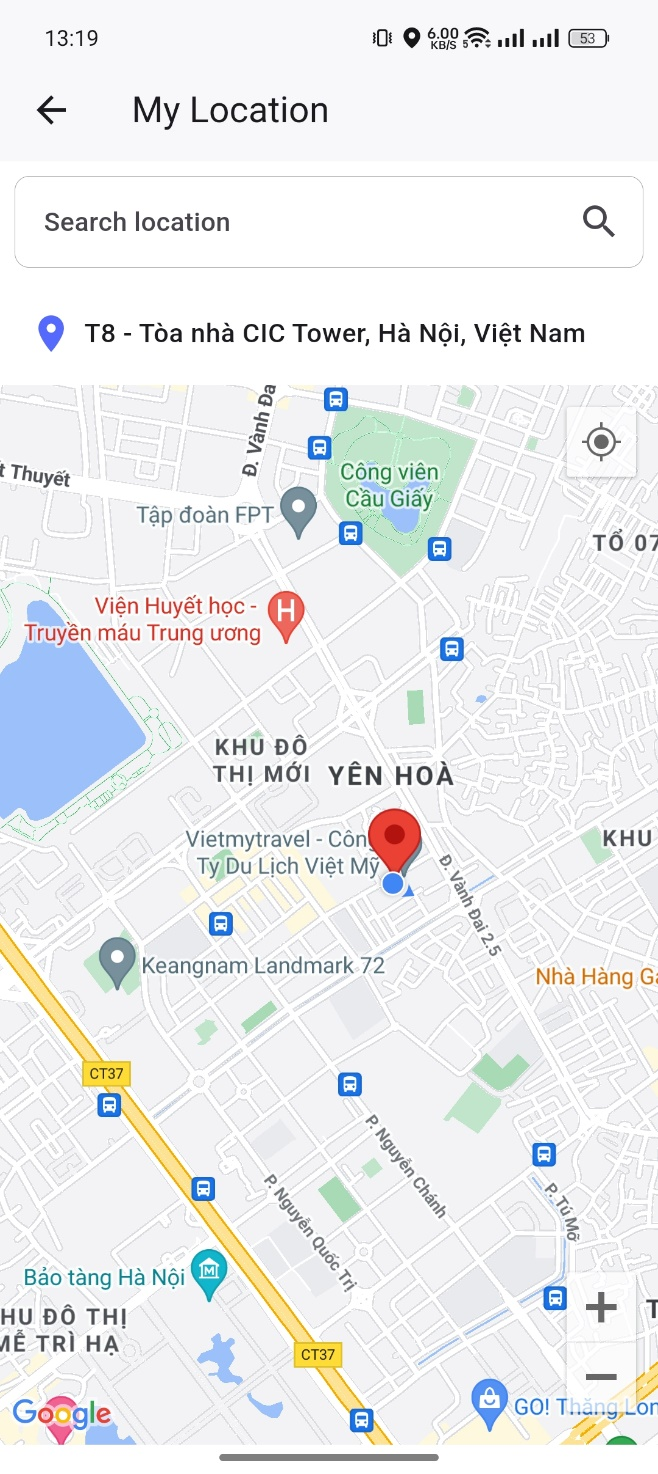 13:19
6.00
KB/S
5
53
My Location
Search location
T8 - Tòa nhà CIC Tower, Hà Nội, Việt Nam
Đ. Vành Đa
t Thuyết
Công viên
Cầu Giấy
Tập đoàn FPT
TỔ 07
Viện Huyết học -
Truyền máu Trung ương
H
KHU ĐÔ
THỊ MỚI
YÊN HOÀ
Vietmytravel - Công
Ty Du Lịch Việt Mỹ
KHU
Đ. Vành Đai 2.5
Keangnam Landmark 72
Nhà Hàng Ga
CT37
P. Nguyễn Chánh
P. Nguyễn Quốc Trị
P. Tú Mỡ
Bảo tàng Hà Nội
M
HU ĐÔ THỊ
MỄ TRÌ HẠ
T
CT37
Google
GO! Thăng Lon